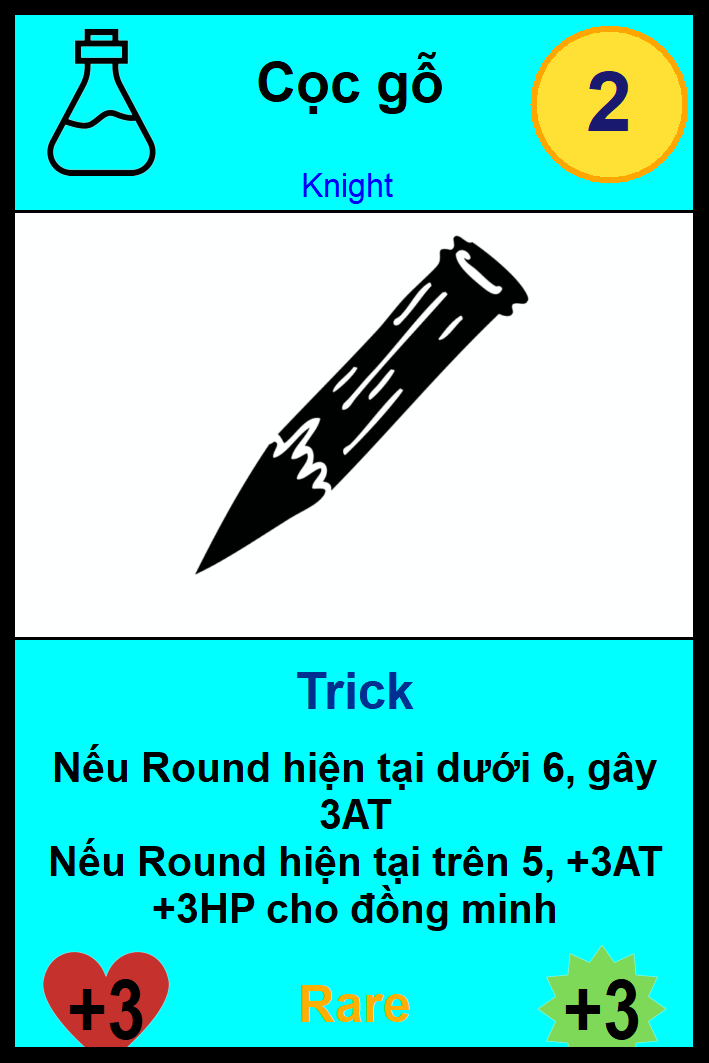 Cọc gỗ
2
Knight
Trick
Nếu Round hiện tại dưới 6, gây
3AT
Nếu Round hiện tại trên 5, +3AT
+3HP cho đồng minh
+3
Rare
+3